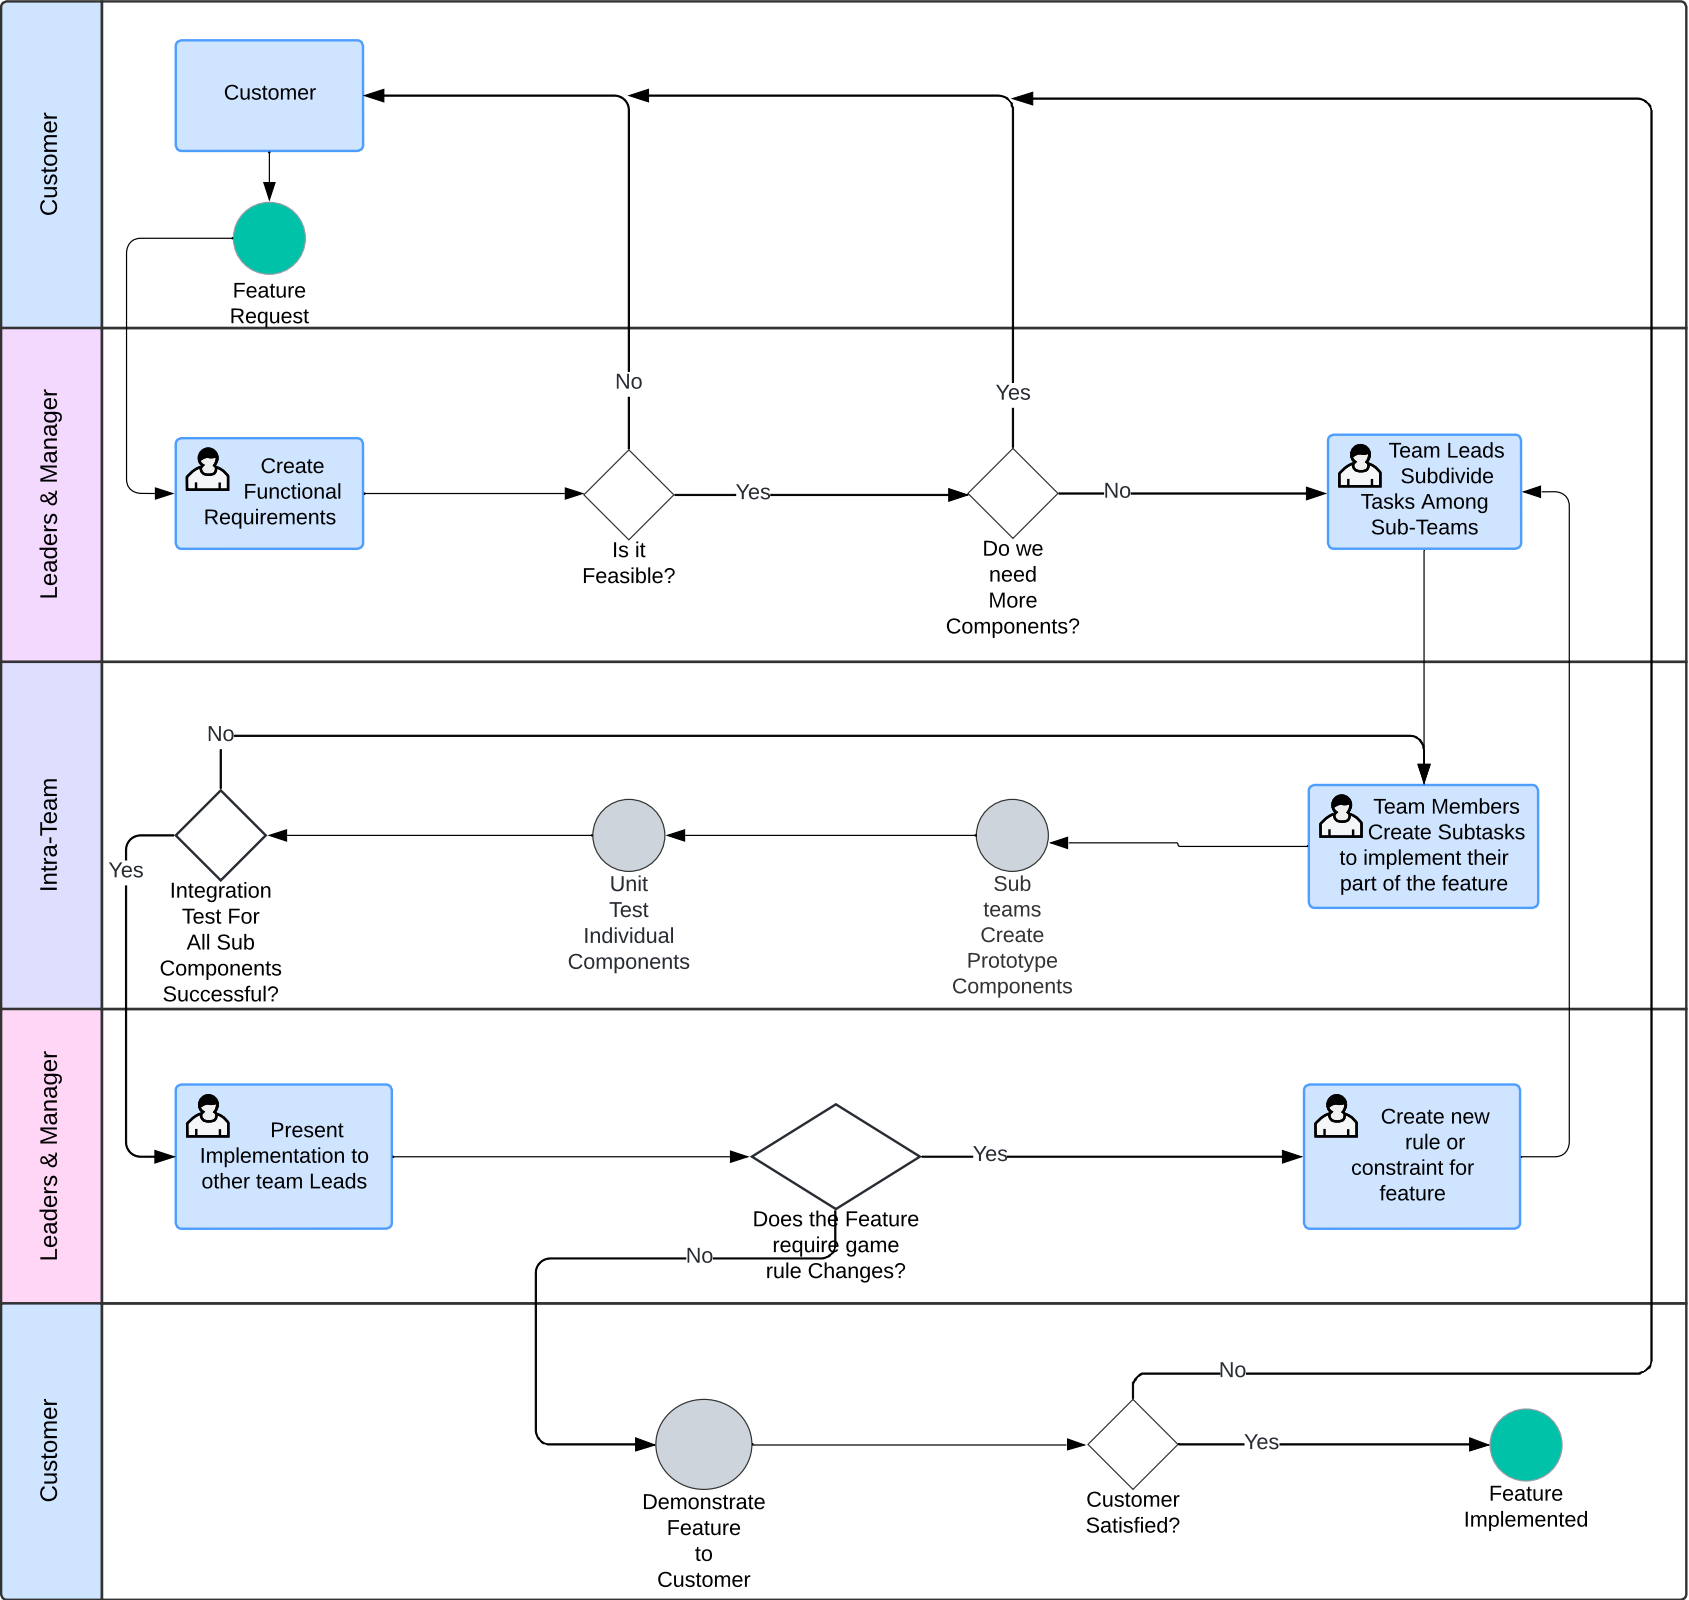 Customer
Customer
Feature
Request
Leaders & Manager
No
Yes
Create
Functional
Requirements
Yes
No
Team Leads
Subdivide
Tasks Among
Sub-Teams
Is it
Feasible?
Do we
need
More
Components?
Intra-Team
No
Yes
Integration
Test For
All Sub
Components
Successful?
Unit
Test
Individual
Components
Sub
teams
Create
Prototype
Components
Team Members
Create Subtasks
to implement their
part of the feature
Leaders & Manager
Present
Implementation to
other team Leads
Does the Feature
require game
rule Changes?
Yes
No
Create new
rule or
constraint for
feature
Customer
Demonstrate
Feature
to
Customer
No
Yes
Customer
Satisfied?
Feature
Implemented